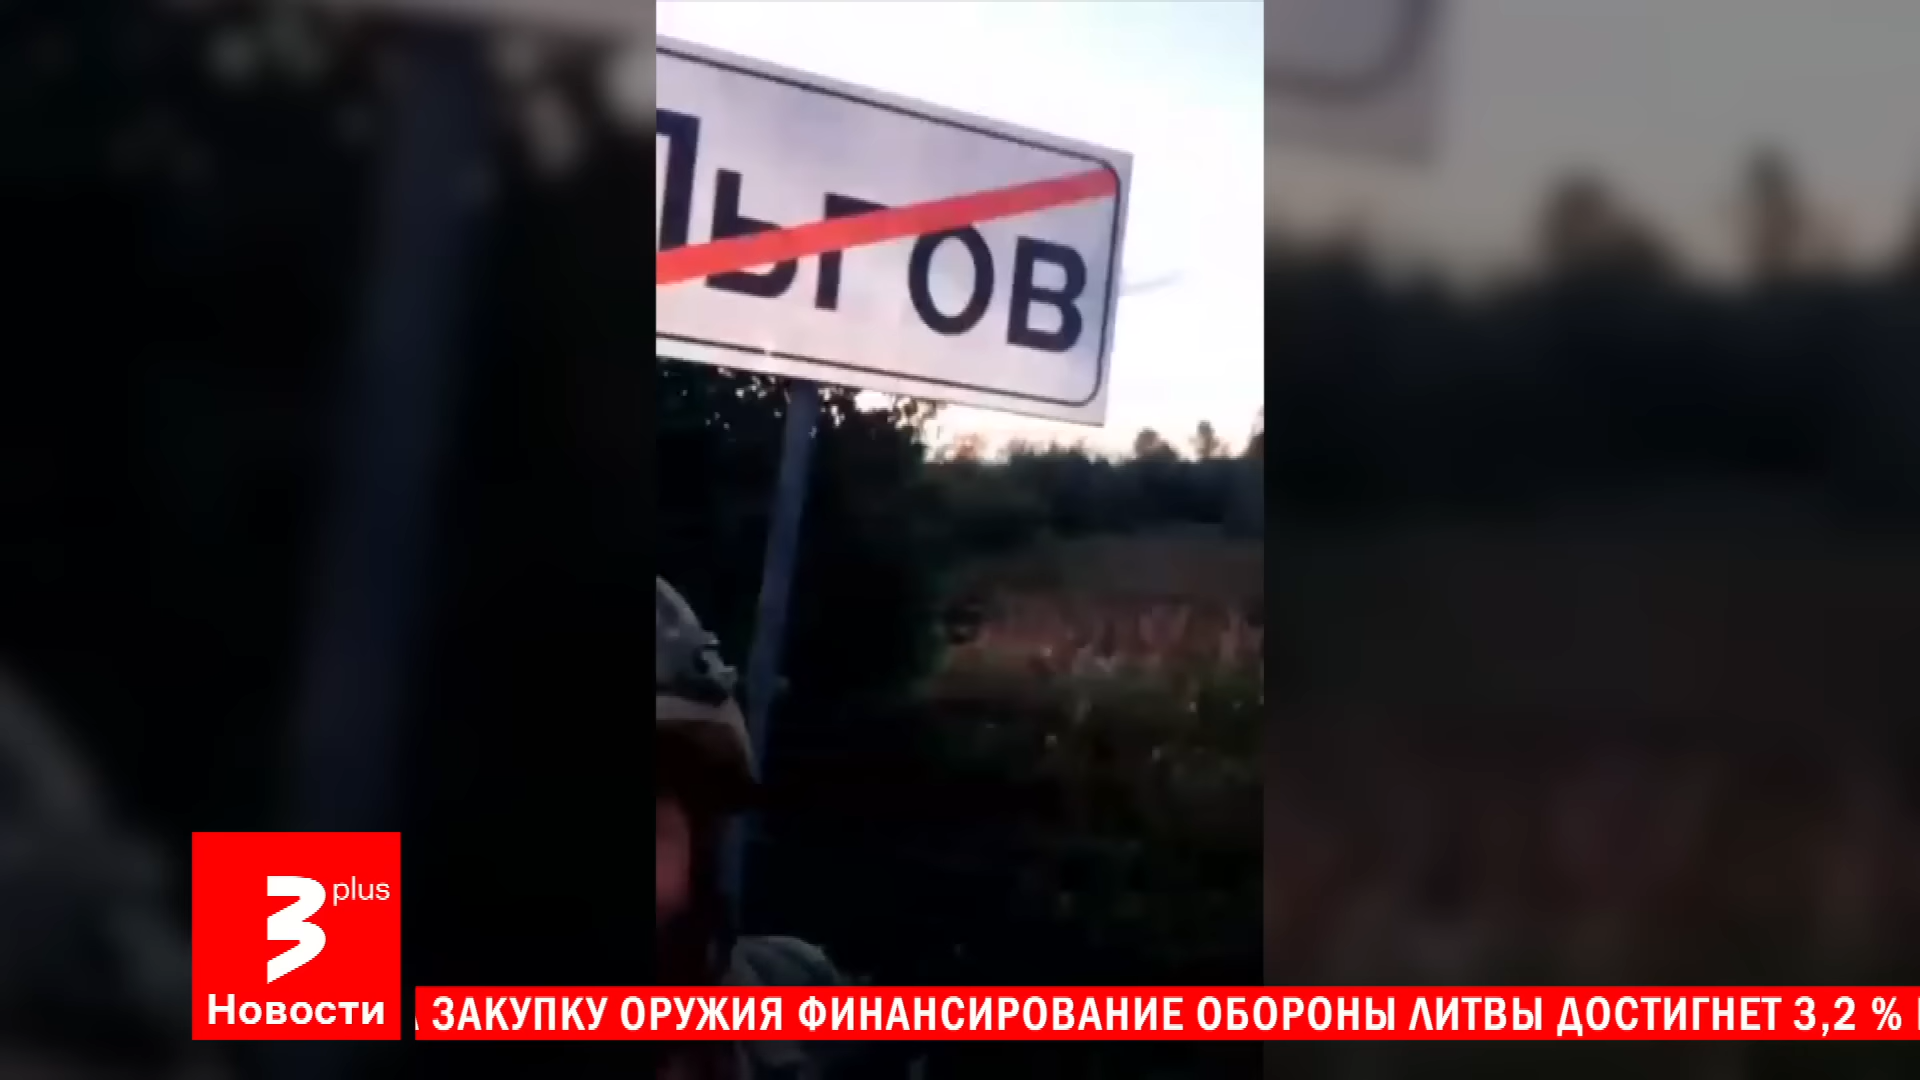 Льгов
3 plus
Новости
ЗАКУПКУ ОРУЖИЯ ФИНАНСИРОВАНИЕ ОБОРОНЫ ЛИТВЫ ДОСТИГНЕТ 3,2 %